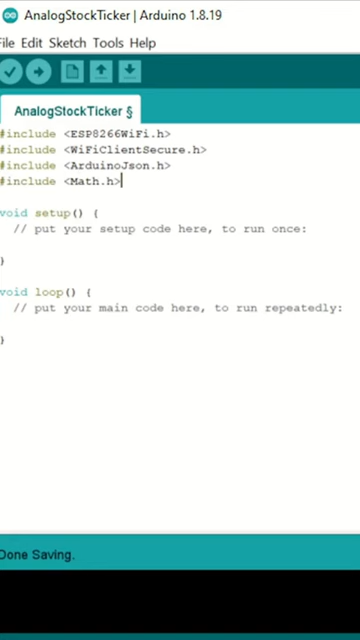 AnalogStockTicker | Arduino 1.8.19
File Edit Sketch Tools Help
AnalogStockTicker §
#include <ESP8266WiFi.h>
#include <WiFiClientSecure.h>
#include <ArduinoJson.h>
#include <Math.h>
void setup() {
// put your setup code here, to run once:
}
void loop() {
// put your main code here, to run repeatedly:
}
Done Saving.